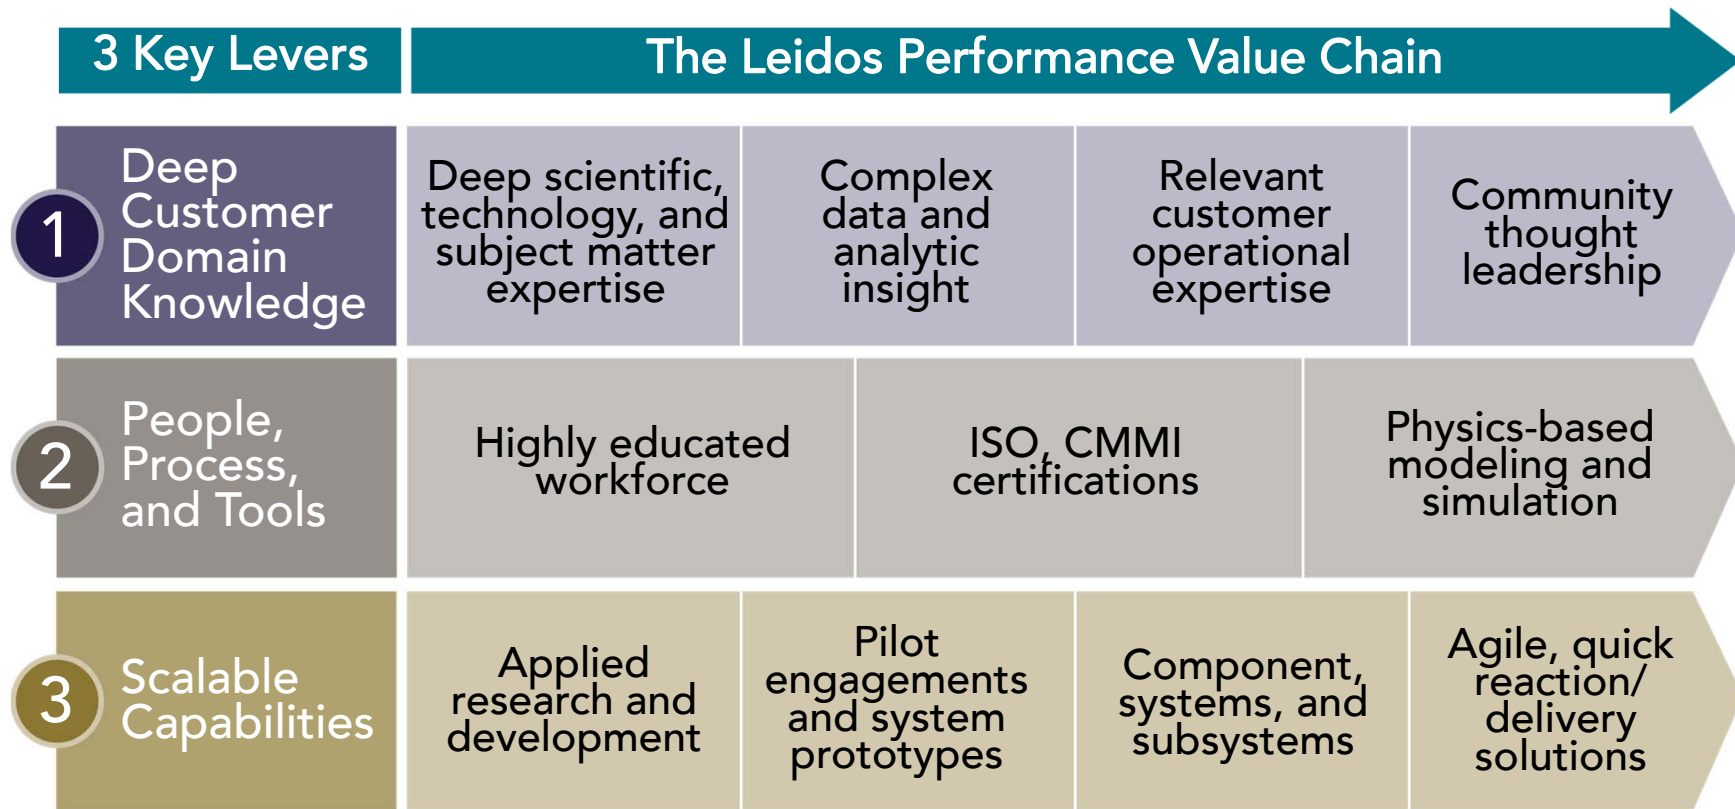 3 Key Levers
The Leidos Performance Value Chain
1
Deep
Customer
Domain
Knowledge
Deep scientific,
technology, and
subject matter
expertise
Complex
data and
analytic
insight
Relevant
customer
operational
expertise
Community
thought
leadership
2
People,
Process,
and Tools
Highly educated
workforce
ISO, CMMI
certifications
Physics-based
modeling and
simulation
3
Scalable
Capabilities
Applied
research and
development
Pilot
engagements
and system
prototypes
Component,
systems, and
subsystems
Agile, quick
reaction/
delivery
solutions